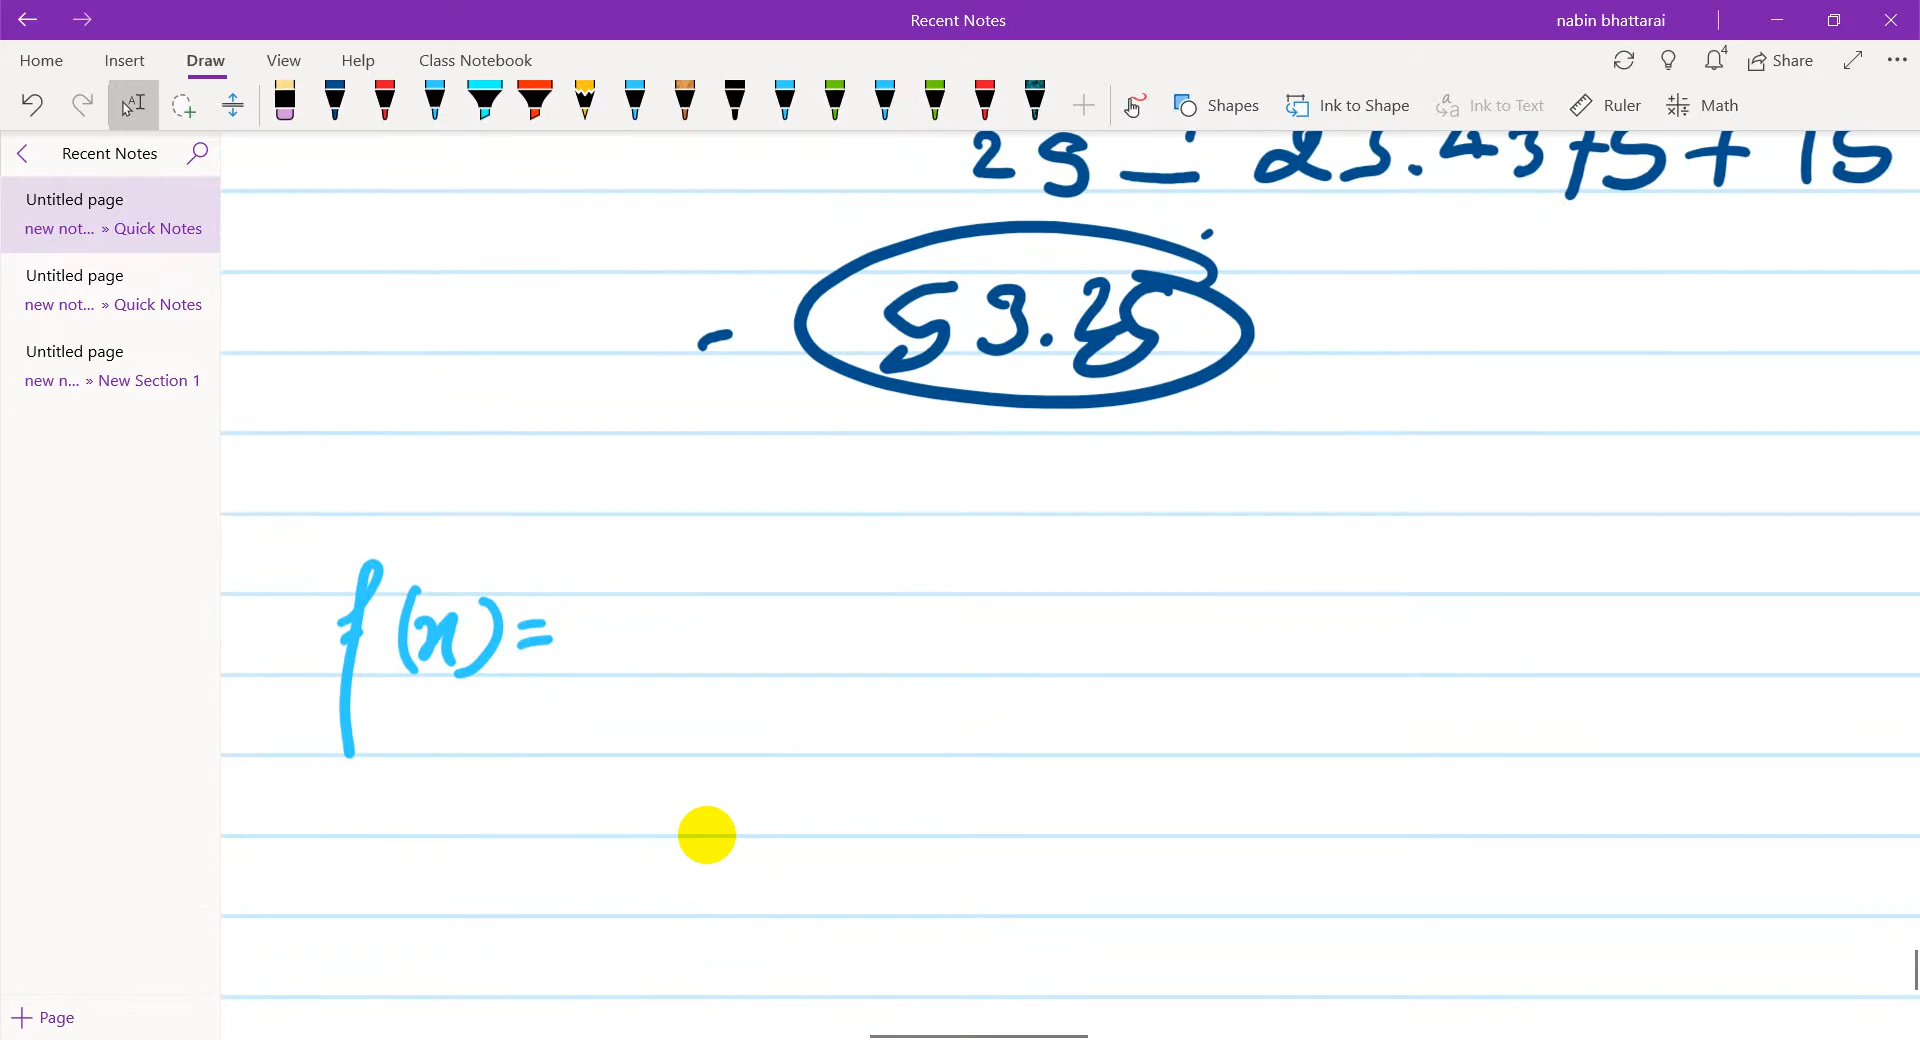 Recent Notes
nabin bhattarai
Home Insert Draw View Help Class Notebook
4 Share
Shapes Ink to Shape Ink to Text Ruler Math
Recent Notes
Untitled page
new not... » Quick Notes
Untitled page
new not... » Quick Notes
Untitled page
new n... » New Section 1
53.25
f(x)=
Page